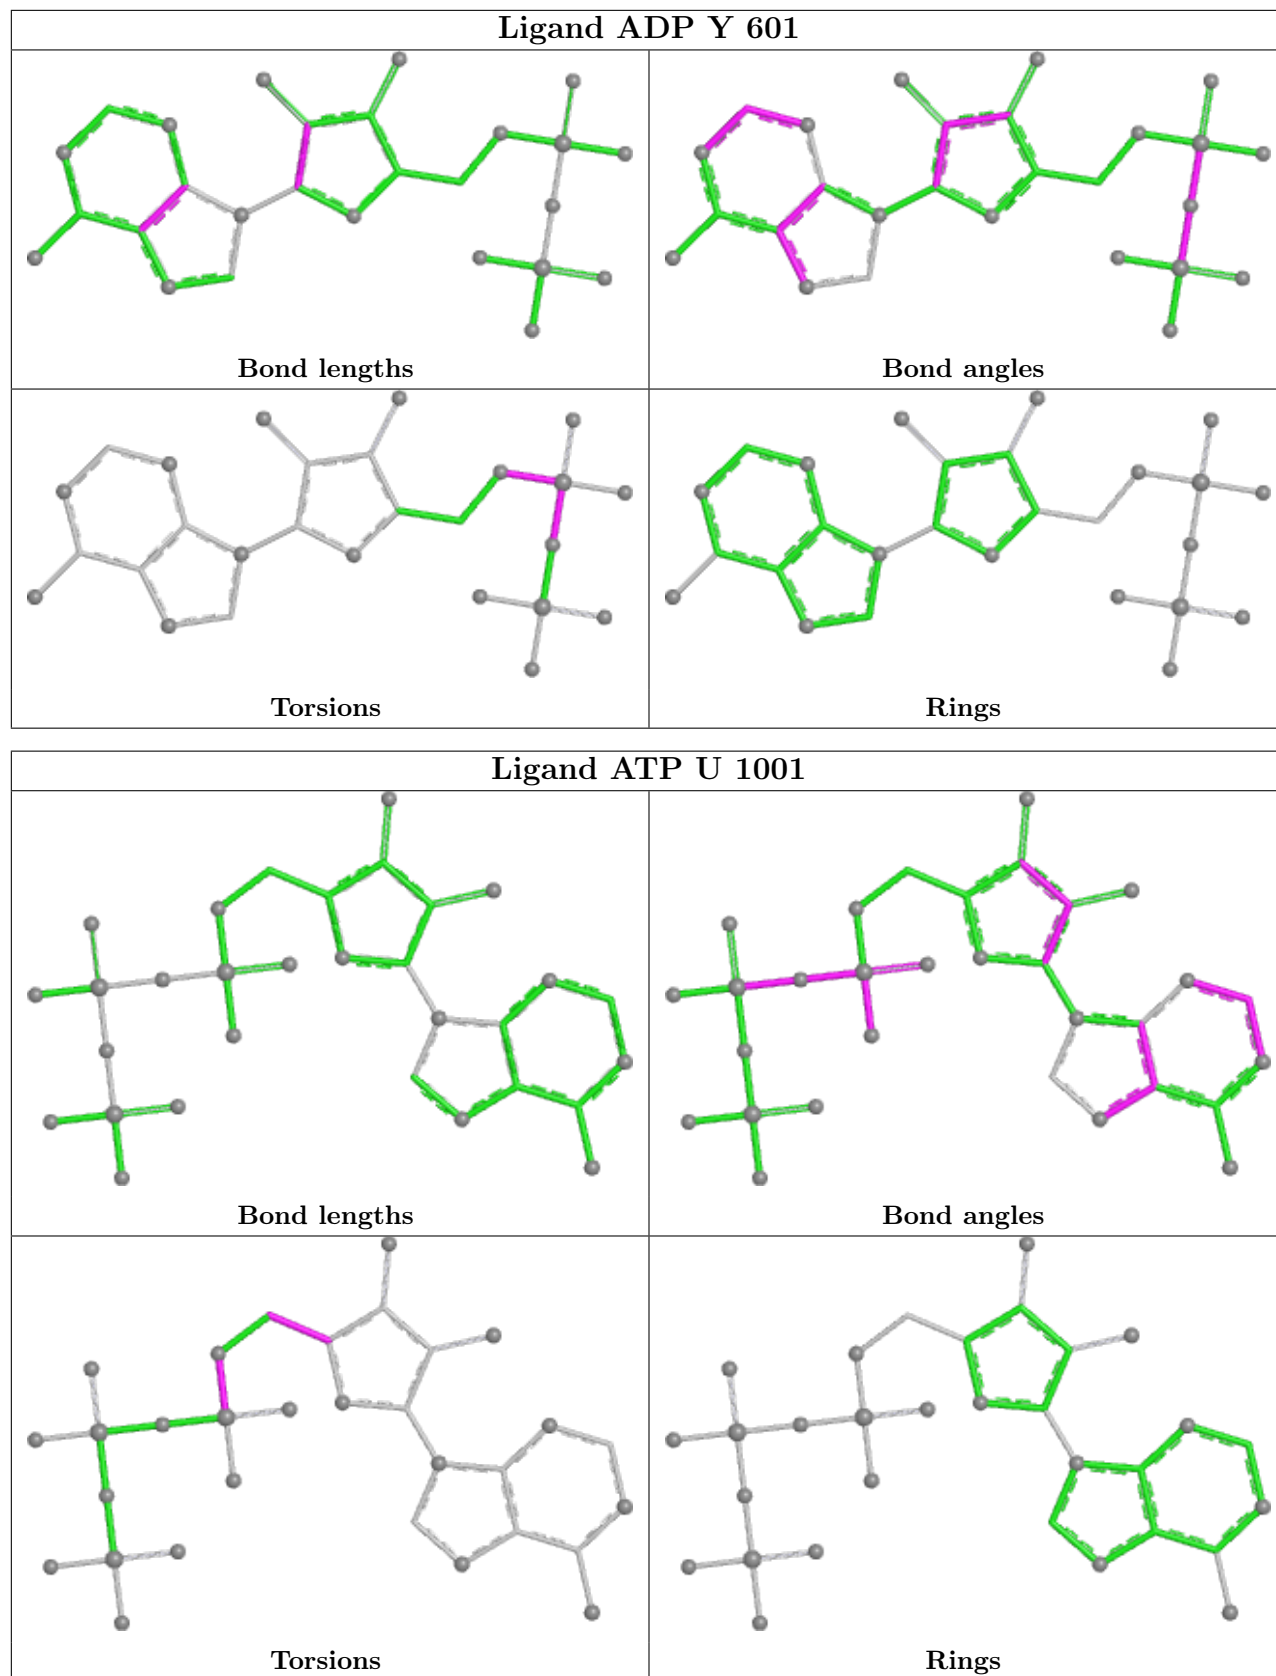 Ligand ADP Y 601
Bond lengths
Bond angles
Torsions
Rings
Ligand ATP U 1001
Bond lengths
Bond angles
Torsions
Rings